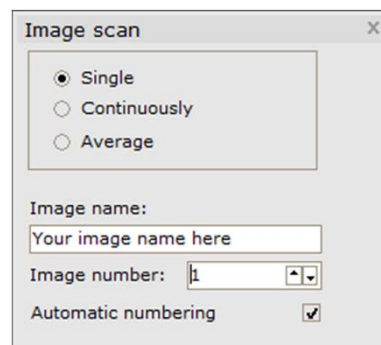 Image scan x
Single
Continuously
Average
Image name:
Your image name here
Image number: 1
Automatic numbering